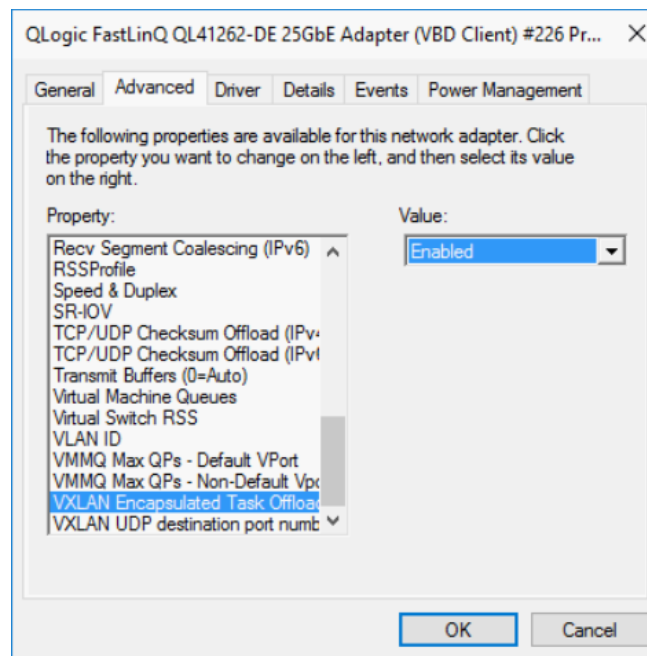 QLogic FastLinQ QL41262-DE 25GbE Adapter (VBD Client) #226 Pr...
General Advanced Driver Details Events Power Management
The following properties are available for this network adapter. Click
the property you want to change on the left, and then select its value
on the right.
Property:
Value:
Recv Segment Coalescing (IPv6)
RSSProfile
Speed & Duplex
SR-IOV
TCP/UDP Checksum Offload (IPv4
TCP/UDP Checksum Offload (IPv6
Transmit Buffers (0=Auto)
Virtual Machine Queues
Virtual Switch RSS
VLAN ID
VMMQ Max QPs - Default VPort
VMMQ Max QPs - Non-Default Vpo
VXLAN Encapsulated Task Offload
VXLAN UDP destination port numb
Enabled
OK
Cancel